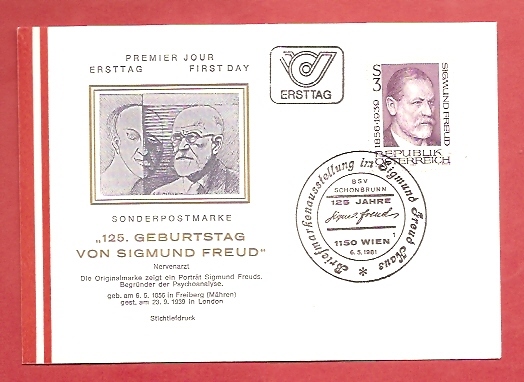 PREMIER JOUR
ERSTTAG FIRST DAY
SONDERPOSTMARKE
„125. GEBURTSTAG
VON SIGMUND FREUD"
Nervenarzt
Die Originalmarke zeigt ein Porträt Sigmund Freuds.
Begründer der Psychoanalyse.
geb. am 6. 5. 1856 in Freiberg (Mähren)
gest. am 23. 9. 1939 in London
Stichtiefdruck
ERSTTAG
S 3
1856-1939
SIGMUND FREUD
REPUBLIK
ÖSTERREICH
Briefmarkenausstellung im Sigmund Freud Haus
BSV
SCHÖNBRUNN
125 JAHRE
Sigm. Freud
1
1150 WIEN
6.5.1981